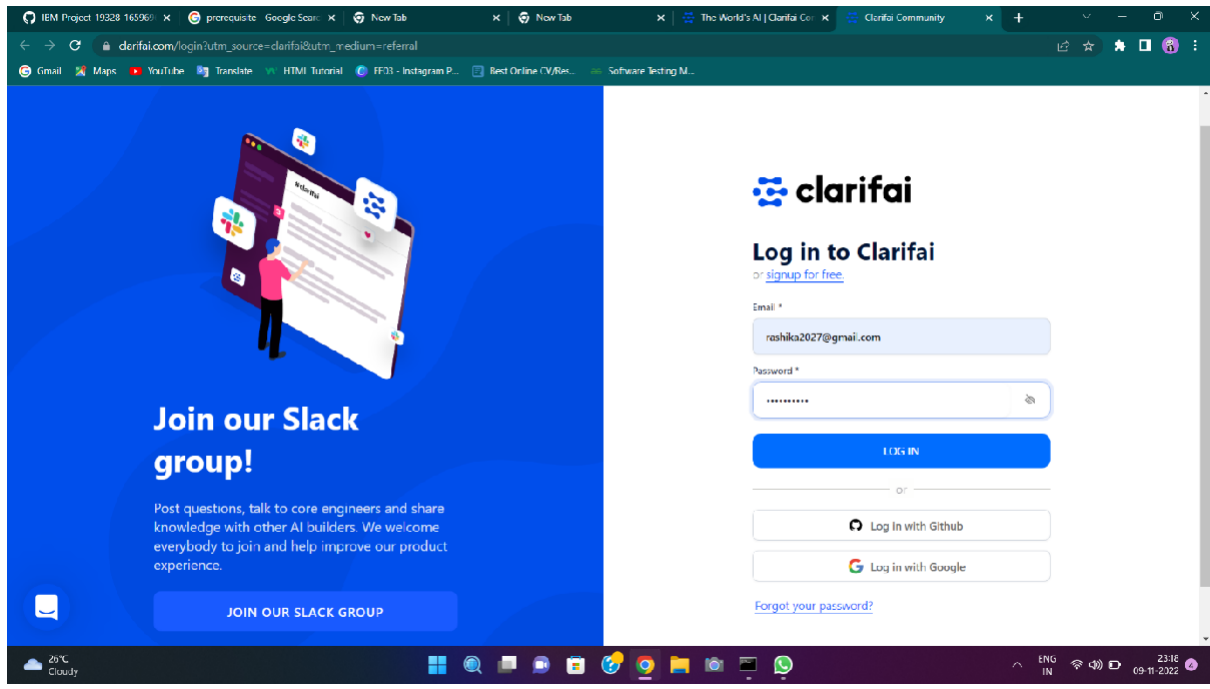 IBM Project 19328 165969
prerequisite Google Searc
New Tab
New Tab
The World's AI | Clarifai Cor
Clarifai Community
clarifai.com/login?utm_source=clarifai&utm_medium=referral
Gmail
Maps
YouTube
Translate
HTML Tutorial
- Instagram P...
Best Online CV/Res...
Software Testing M...
#clarifai
Join our Slack
group!
Post questions, talk to core engineers and share
knowledge with other AI builders. We welcome
everybody to join and help improve our product
experience.
JOIN OUR SLACK GROUP
clarifai
Log in to Clarifai
or signup for free.
Email *
rashika2027@gmail.com
Password *
LOG IN
or
Log in with Github
Log in with Google
Forgot your password?
26°C
Cloudy
ENG
IN
23:18
09-11-2022